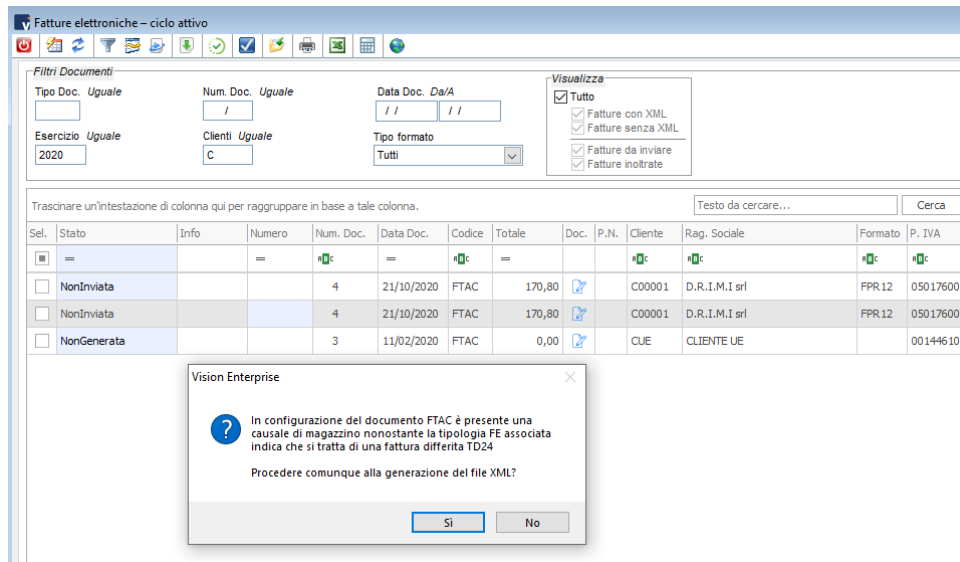 Fatture elettroniche – ciclo attivo
Filtri Documenti
Tipo Doc. Uguale
Num. Doc. Uguale
Data Doc. Da/A
/
/ /
/ /
Esercizio Uguale
Clienti Uguale
Tipo formato
2020
C
Tutti
Visualizza
Tutto
Fatture con XML
Fatture senza XML
Fatture da inviare
Fatture inoltrate
Trascinare un'intestazione di colonna qui per raggruppare in base a tale colonna.
Testo da cercare...
Cerca
Sel. Stato Info Numero Num. Doc. Data Doc. Codice Totale Doc. P.N. Cliente Rag. Sociale Formato P. IVA
= = = =
NonInviata 4 21/10/2020 FTAC 170,80 C00001 D.R.I.M.I srl FPR12 05017600
NonInviata 4 21/10/2020 FTAC 170,80 C00001 D.R.I.M.I srl FPR12 05017600
NonGenerata 3 11/02/2020 FTAC 0,00 CUE CLIENTE UE 00144610
Vision Enterprise
In configurazione del documento FTAC è presente una
causale di magazzino nonostante la tipologia FE associata
indica che si tratta di una fattura differita TD24
Procedere comunque alla generazione del file XML?
Sì
No